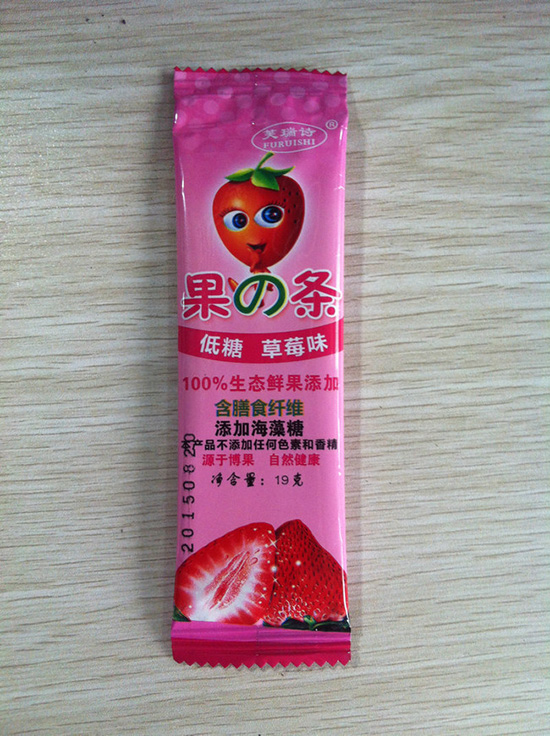 芙瑞诗®
FURUISHI
果の条
低糖 草莓味
100%生态鲜果添加
含膳食纤维
添加海藻糖
本产品不添加任何色素和香精
源于博果 自然健康
净含量：19克
20150820